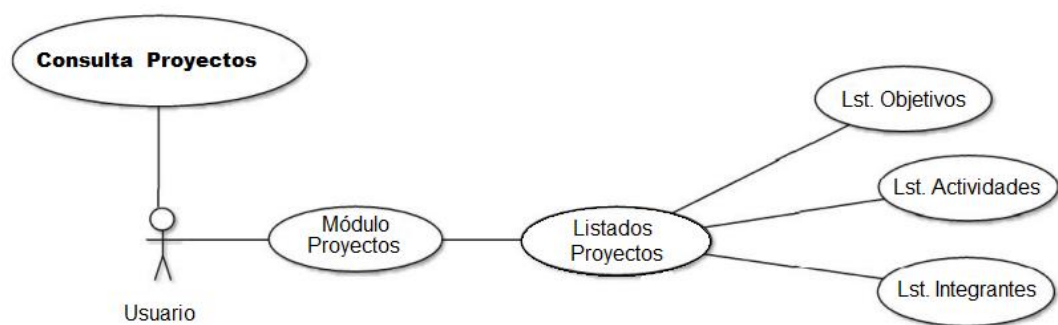 Consulta Proyectos
Lst. Objetivos
Lst. Actividades
Módulo
Proyectos
Listados
Proyectos
Lst. Integrantes
Usuario